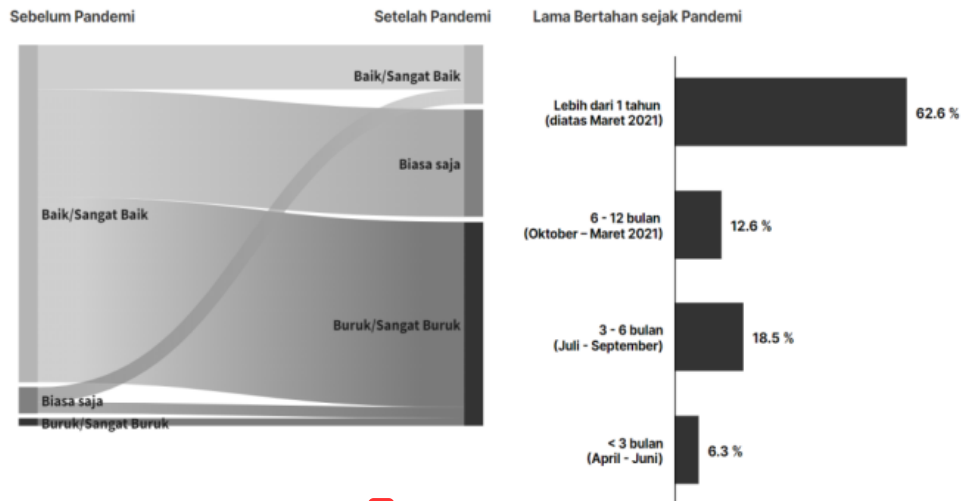 Sebelum Pandemi
Setelah Pandemi
Baik/Sangat Baik
Biasa saja
Baik/Sangat Baik
Buruk/Sangat Buruk
Biasa saja
Buruk/Sangat Buruk
Lama Bertahan sejak Pandemi
Lebih dari 1 tahun
(diatas Maret 2021)
62.6 %
6 - 12 bulan
(Oktober – Maret 2021)
12.6 %
3 - 6 bulan
(Juli - September)
18.5 %
< 3 bulan
(April - Juni)
6.3 %